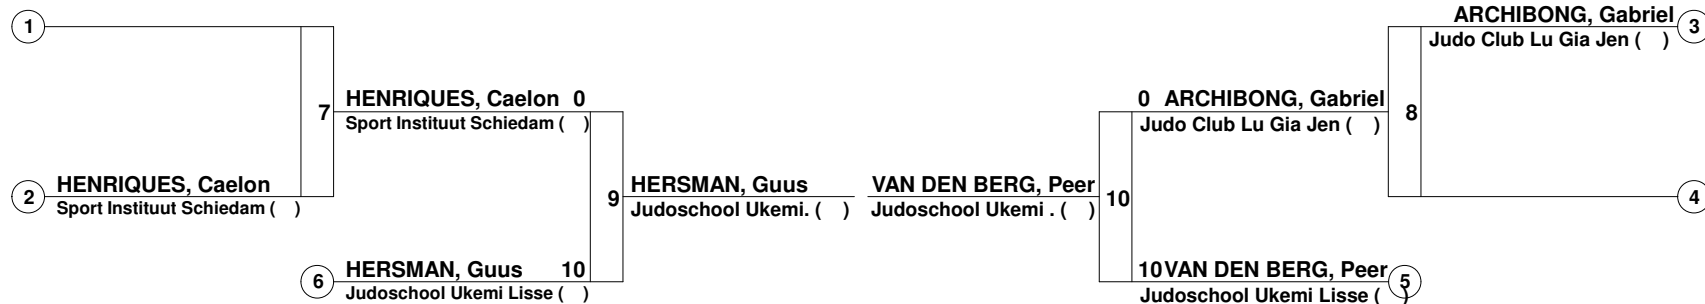 1
ARCHIBONG, Gabriel 3
Judo Club Lu Gia Jen (    )
7
HENRIQUES, Caelon 0
Sport Instituut Schiedam (    )
0 ARCHIBONG, Gabriel
Judo Club Lu Gia Jen (    )
8
2 HENRIQUES, Caelon
Sport Instituut Schiedam (    )
9
HERSMAN, Guus
Judoschool Ukemi. (    )
VAN DEN BERG, Peer
Judoschool Ukemi . (    )
10
4
6 HERSMAN, Guus 10
Judoschool Ukemi Lisse (    )
10 VAN DEN BERG, Peer 5
Judoschool Ukemi Lisse (    )